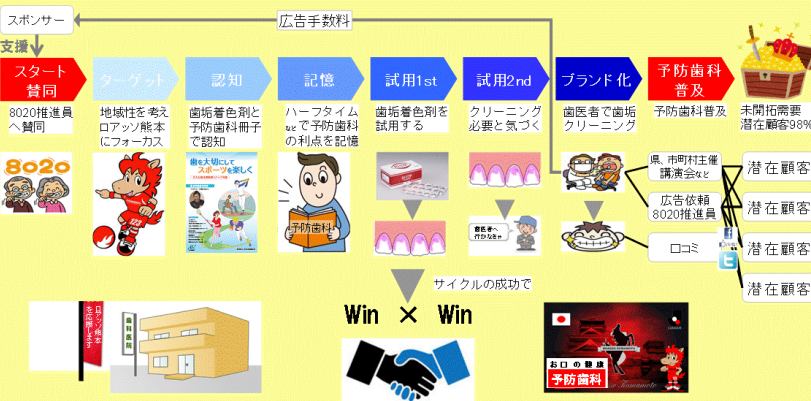 スポンサー
広告手数料
支援
スタート
賛同
ターゲット
認知
記憶
試用1st
試用2nd
ブランド化
予防歯科
普及
8020推進員
へ賛同
地域性を考え
ロアッソ熊本
にフォーカス
歯垢着色剤と
予防歯科冊子
で認知
ハーフタイム
などで予防歯科
の利点を記憶
歯垢着色剤を
試用する
クリーニング
必要と気づく
歯医者で歯垢
クリーニング
予防歯科普及
未開拓需要
潜在顧客98%
8020
歯を大切にして
スポーツを楽しく
予防歯科
歯医者へ
行かなきゃ
県、市町村主催
講演会など
広告依頼
8020推進員
口コミ
潜在顧客
潜在顧客
潜在顧客
潜在顧客
サイクルの成功で
Win × Win
ロアッソ熊本
を応援します
歯科医院
お口の健康
予防歯科